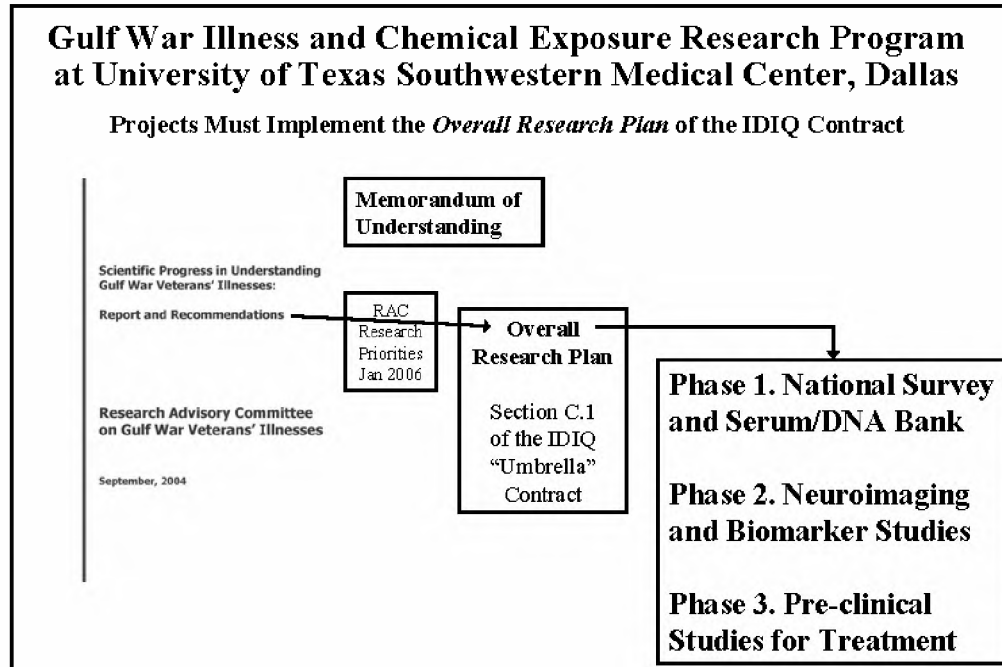 Gulf War Illness and Chemical Exposure Research Program
at University of Texas Southwestern Medical Center, Dallas
Projects Must Implement the Overall Research Plan of the IDIQ Contract
Memorandum of
Understanding
Scientific Progress in Understanding
Gulf War Veterans' Illnesses:
Report and Recommendations
Research Advisory Committee
on Gulf War Veterans' Illnesses
September, 2004
RAC
Research
Priorities
Jan 2006
Overall
Research Plan
Section C.1
of the IDIQ
“Umbrella”
Contract
Phase 1. National Survey
and Serum/DNA Bank
Phase 2. Neuroimaging
and Biomarker Studies
Phase 3. Pre-clinical
Studies for Treatment